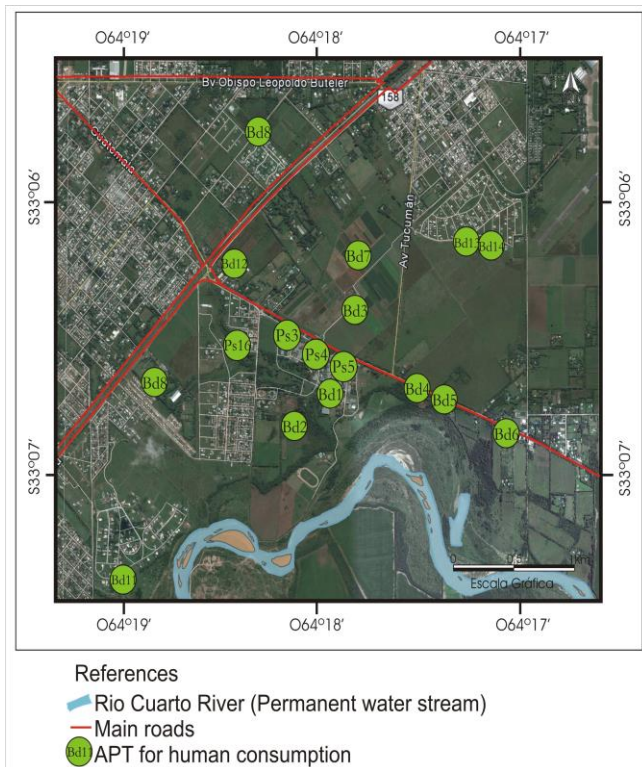 O64°19' O64°18' O64°17'
Bv Obispo Leopoldo Buteler
158
Guatemala
Bd8
S33°06' S33°06'
Av Tucumán
Bd13 Bd14
Bd12 Bd7
Bd3
Ps3
Ps16 Ps4
Ps5
Bd8 Bd1 Bd4
Bd5
Bd2 Bd6
S33°07' S33°07'
0 0.5 1Km
Escala Gráfica
Bd11
O64°19' O64°18' O64°17'
References
Rio Cuarto River (Permanent water stream)
Main roads
Bd11 APT for human consumption